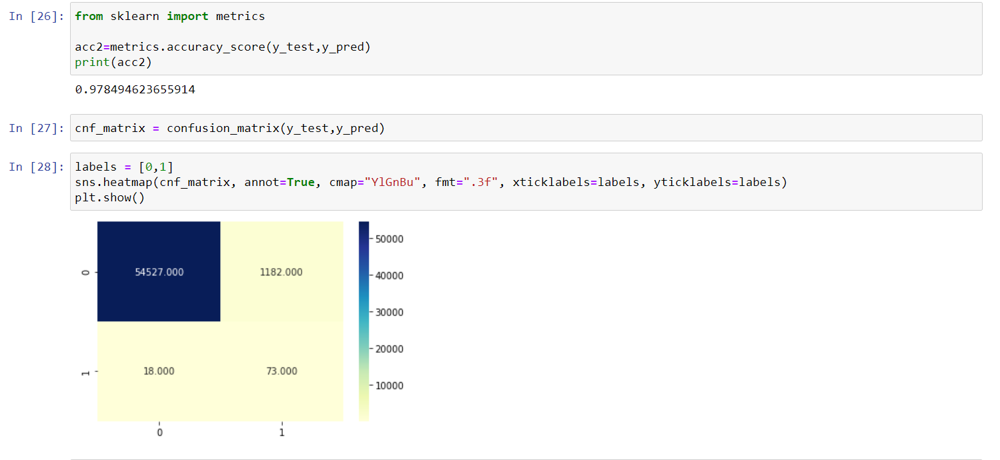 In [26]: from sklearn import metrics
acc2=metrics.accuracy_score(y_test,y_pred)
print(acc2)
0.978494623655914
In [27]: cnf_matrix = confusion_matrix(y_test,y_pred)
In [28]: labels = [0,1]
sns.heatmap(cnf_matrix, annot=True, cmap="YlGnBu", fmt=".3f", xticklabels=labels, yticklabels=labels)
plt.show()
50000
0 54527.000 1182.000
40000
30000
20000
1 18.000 73.000
10000
0 1